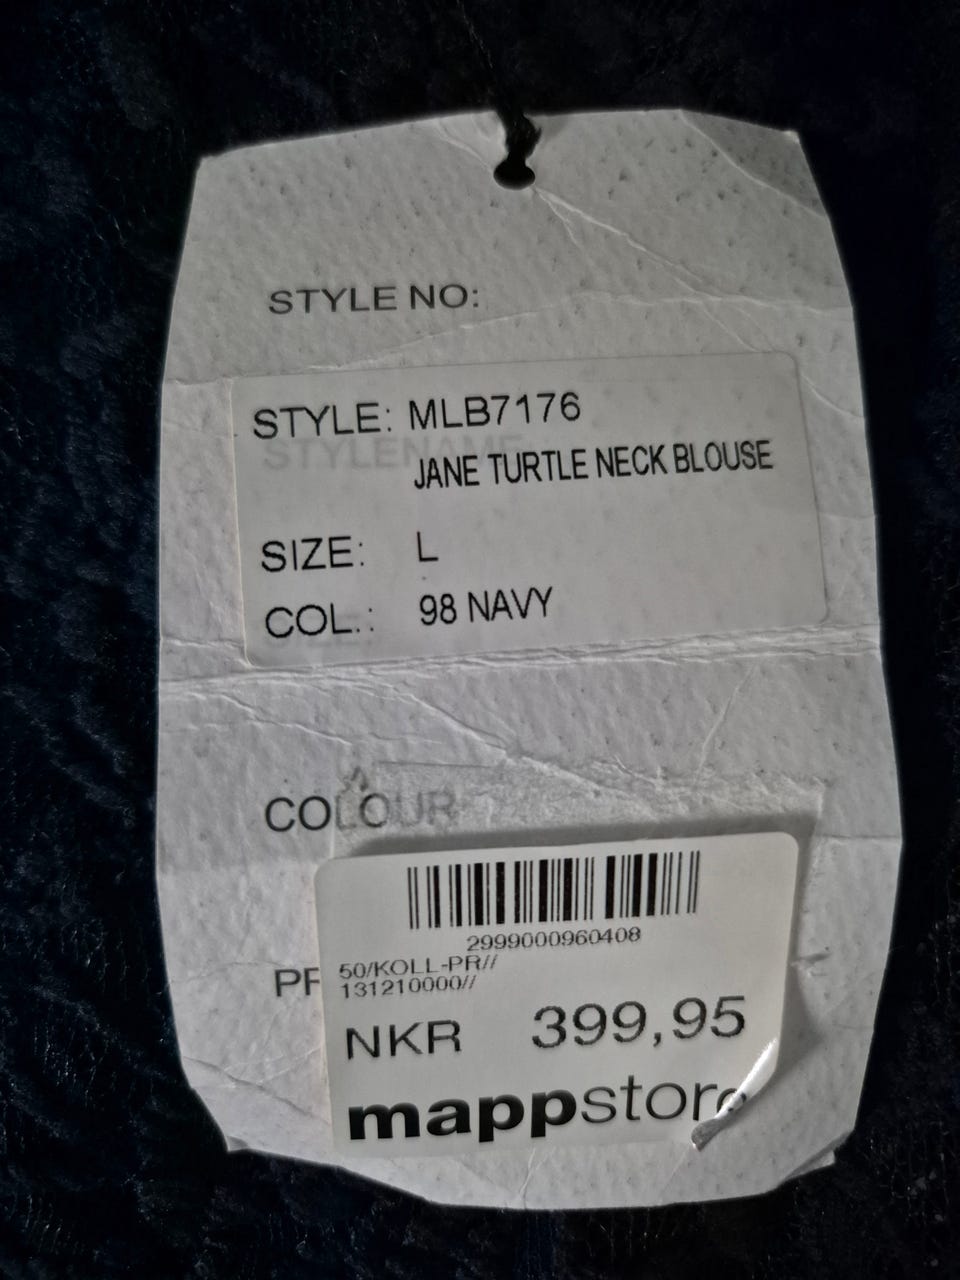 STYLE NO:
STYLE: MLB7176
STYLENAME
JANE TURTLE NECK BLOUSE
SIZE: L
COL.: 98 NAVY
COLOUR
2999000960408
50/KOLL-PR//
131210000//
NKR 399,95
mappstore